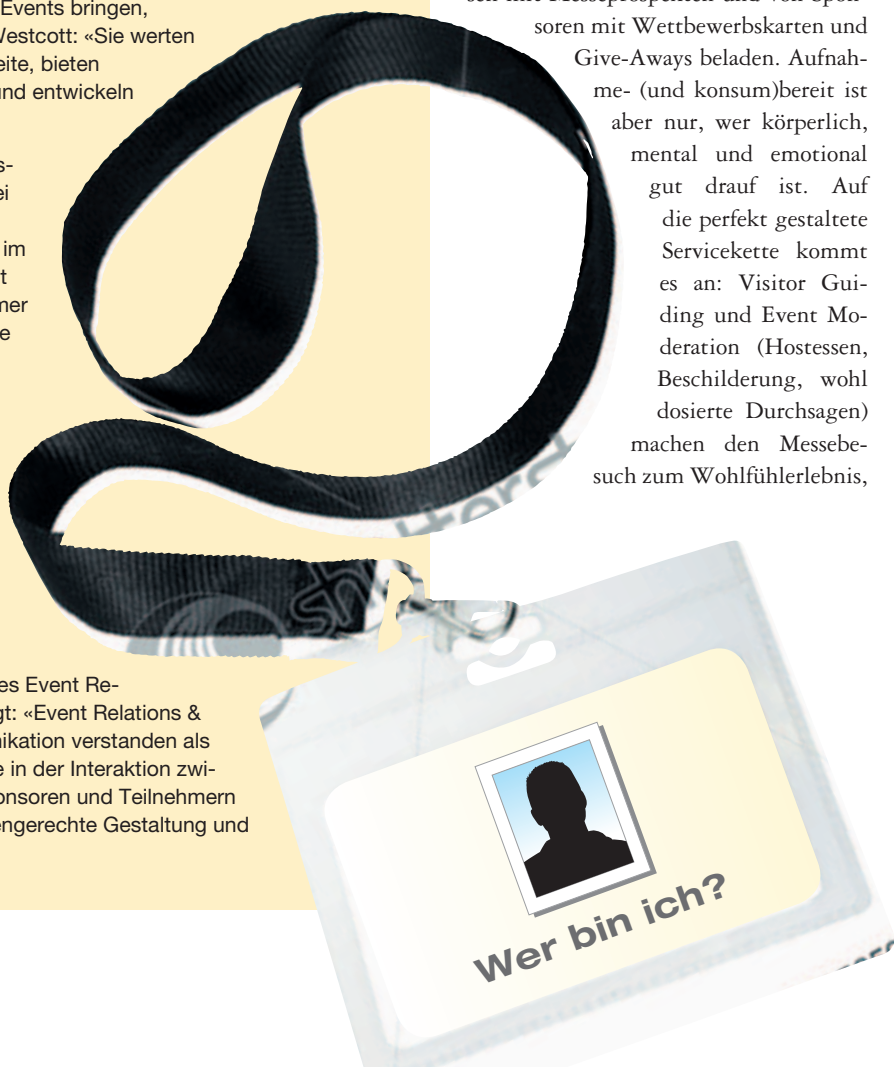 Events bringen,
Westcott: «Sie werten
eite, bieten
und entwickeln
s-
ei
im
t
mer
e
es Event Re-
gt: «Event Relations &
nikation verstanden als
e in der Interaktion zwi-
onsoren und Teilnehmern
engerechte Gestaltung und
soren mit Wettbewerbskarten und
Give-Aways beladen. Aufnah-
me- (und konsum)bereit ist
aber nur, wer körperlich,
mental und emotional
gut drauf ist. Auf
die perfekt gestaltete
Servicekette kommt
es an: Visitor Gui-
ding und Event Mo-
deration (Hostessen,
Beschilderung, wohl
dosierte Durchsagen)
machen den Messebe-
such zum Wohlfühlerlebnis,
Wer bin ich?